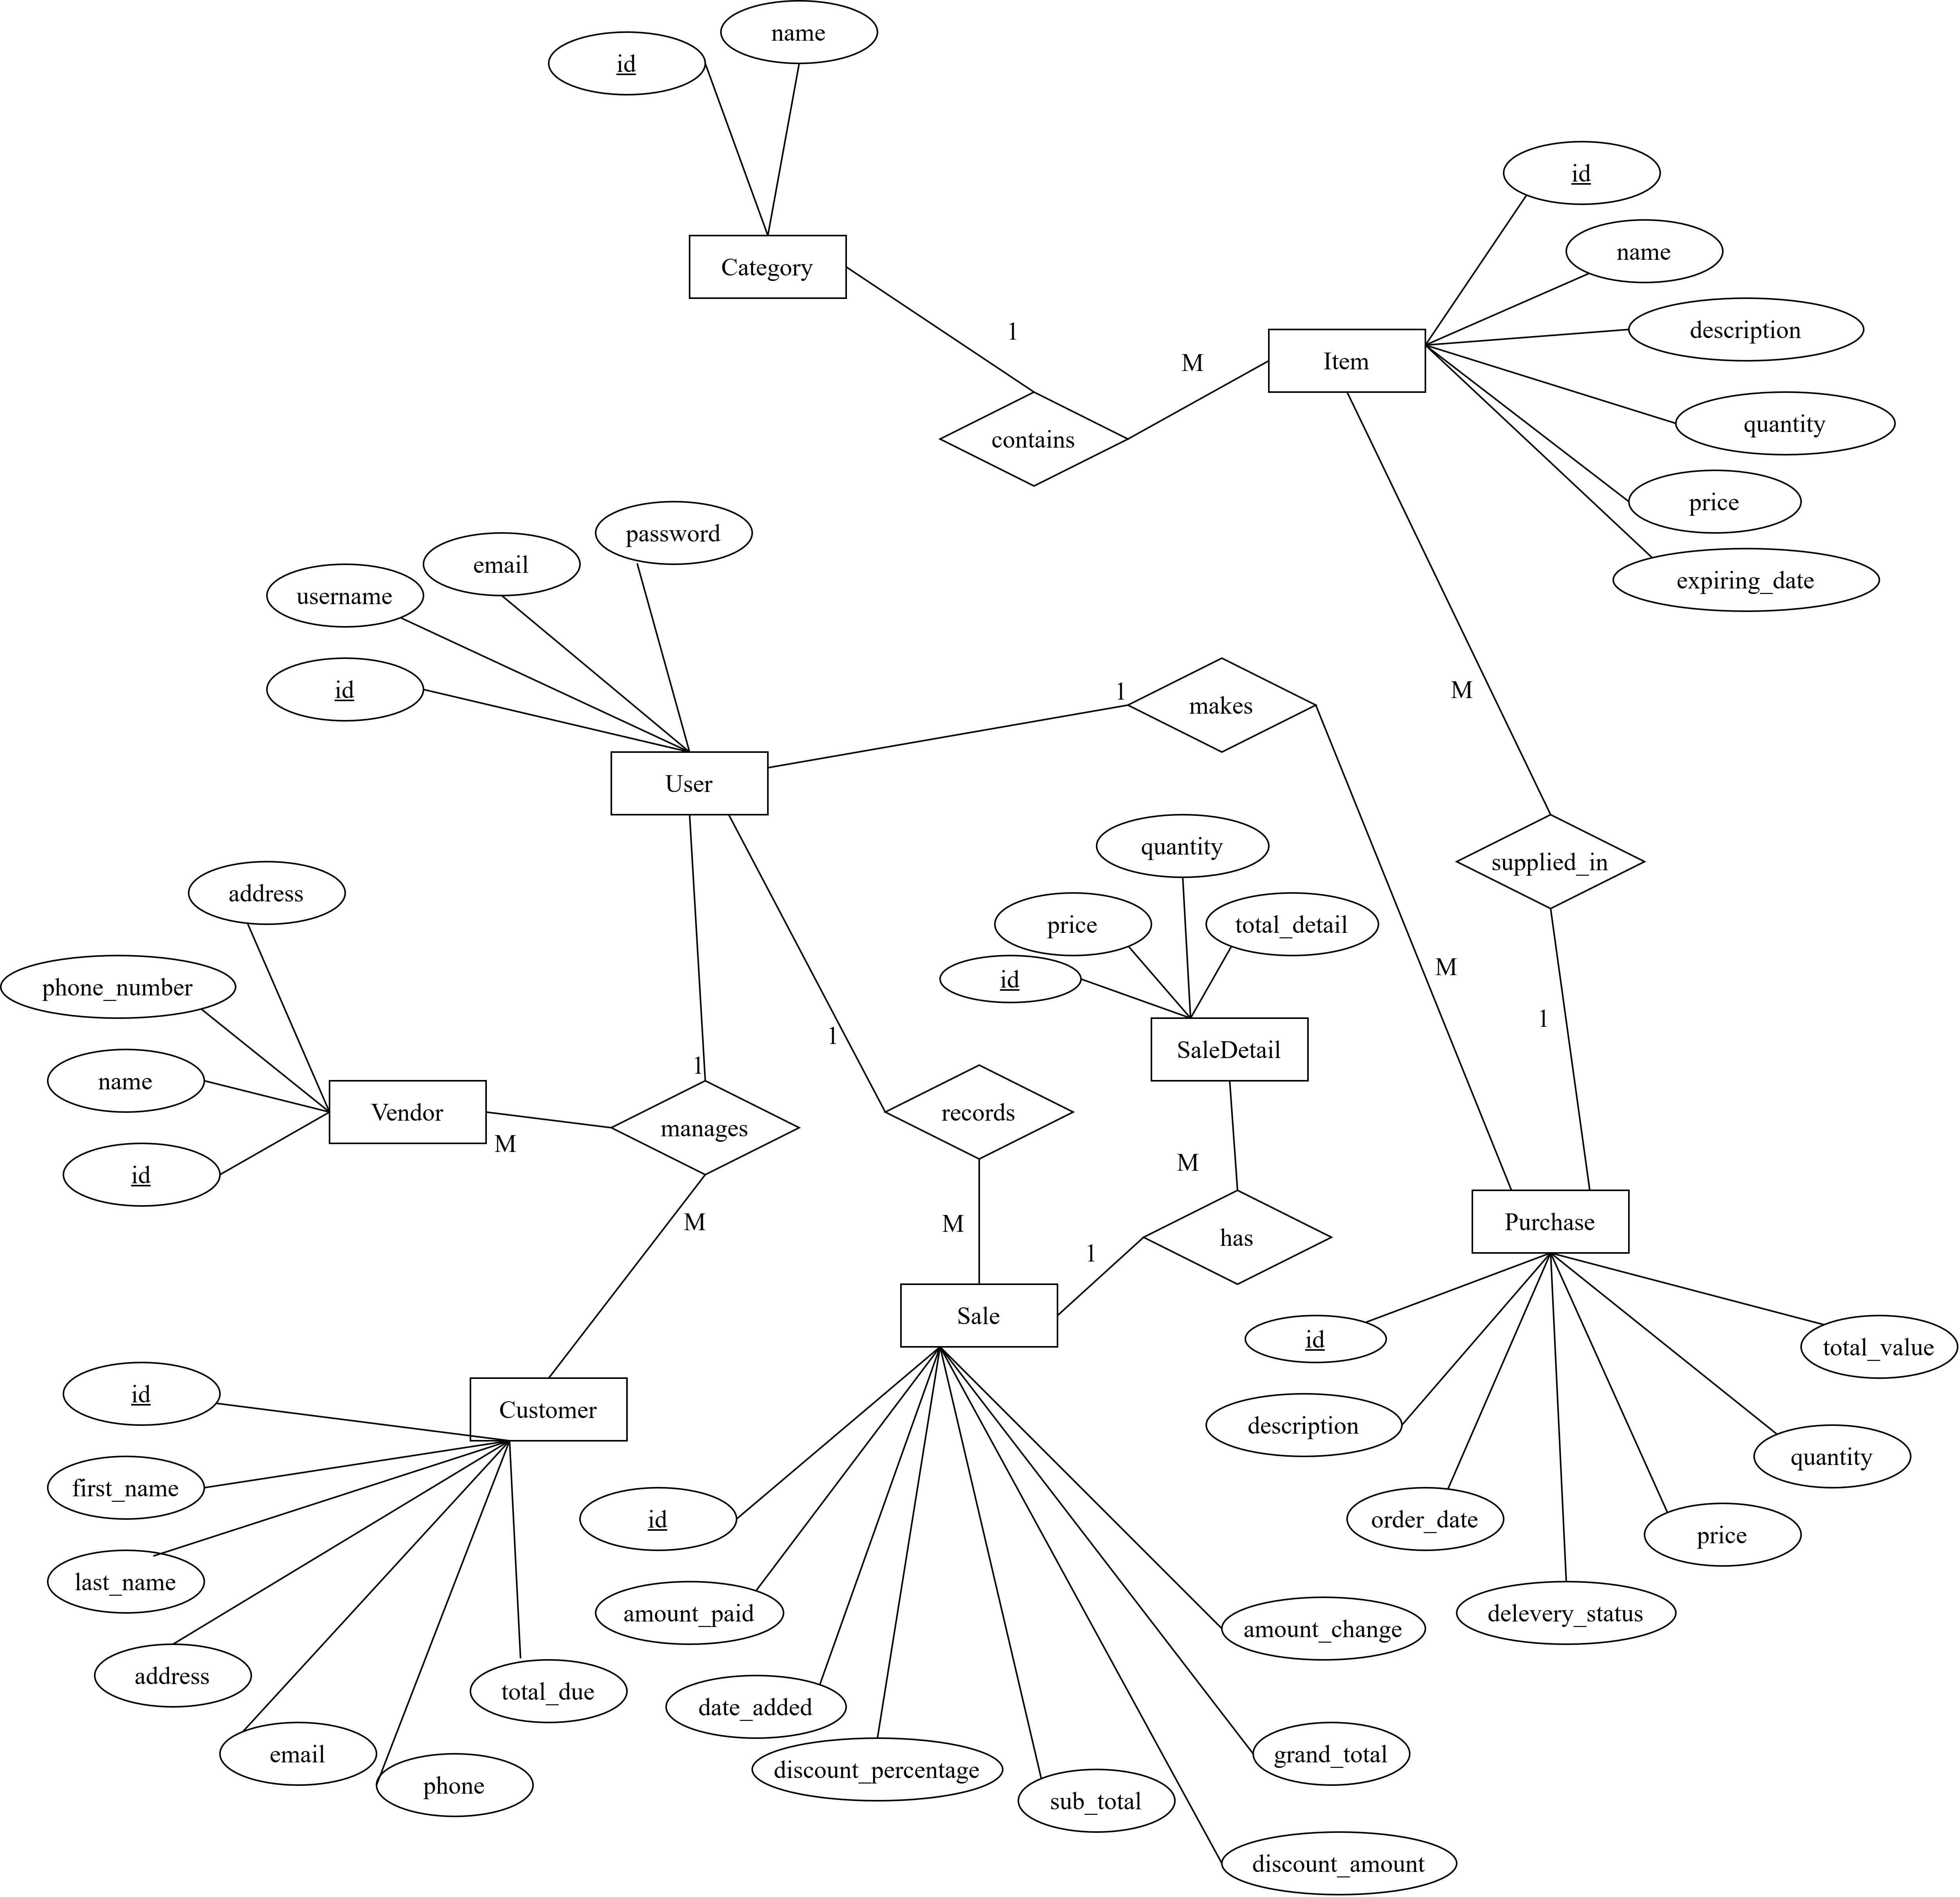 name
id
id
name
Category
description
1
M
Item
quantity
contains
price
password
email
expiring_date
username
id
M
1
makes
User
quantity
supplied_in
address
price
total_detail
M
id
phone_number
1
1
SaleDetail
1
name
Vendor
records
manages
M
M
id
M
M
Purchase
has
1
Sale
id
total_value
id
Customer
description
quantity
first_name
id
order_date
price
last_name
amount_paid
delevery_status
amount_change
address
total_due
date_added
email
grand_total
discount_percentage
phone
sub_total
discount_amount